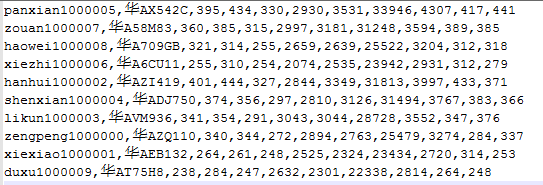 panxian1000005,华AX542C,395,434,330,2930,3531,33946,4307,417,441
zouan1000007,华A58M83,360,385,315,2997,3181,31248,3594,389,385
haowei1000008,华A709GB,321,314,255,2659,2639,25522,3204,312,318
xiezhi1000006,华A6CU11,255,310,254,2074,2535,23942,2931,312,279
hanhui1000002,华AZI419,401,444,327,2844,3349,31813,3997,433,371
shenxian1000004,华ADJ750,374,356,297,2810,3126,31494,3767,383,366
likun1000003,华AVM936,341,354,291,3043,3044,28728,3552,347,376
zengpeng1000000,华AZQ110,340,344,272,2894,2763,25479,3274,284,337
xiexiao1000001,华AEB132,264,261,248,2525,2324,23434,2720,314,253
duxu1000009,华AT75H8,238,284,247,2632,2301,22338,2814,264,248